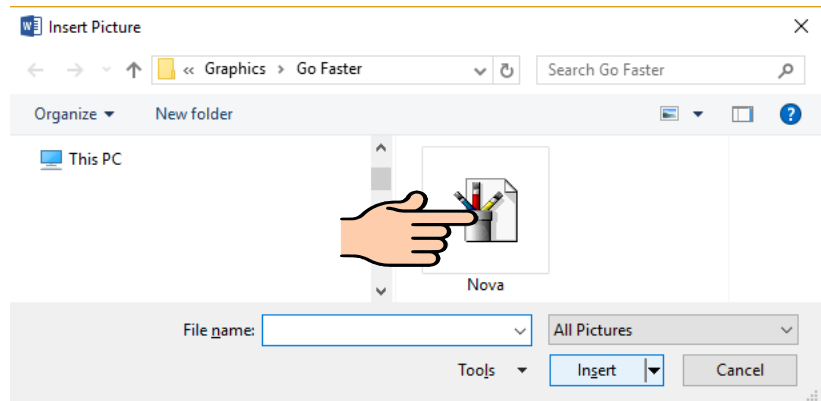 Insert Picture
« Graphics > Go Faster
Search Go Faster
Organize
New folder
This PC
Nova
File name:
All Pictures
Tools
Insert
Cancel